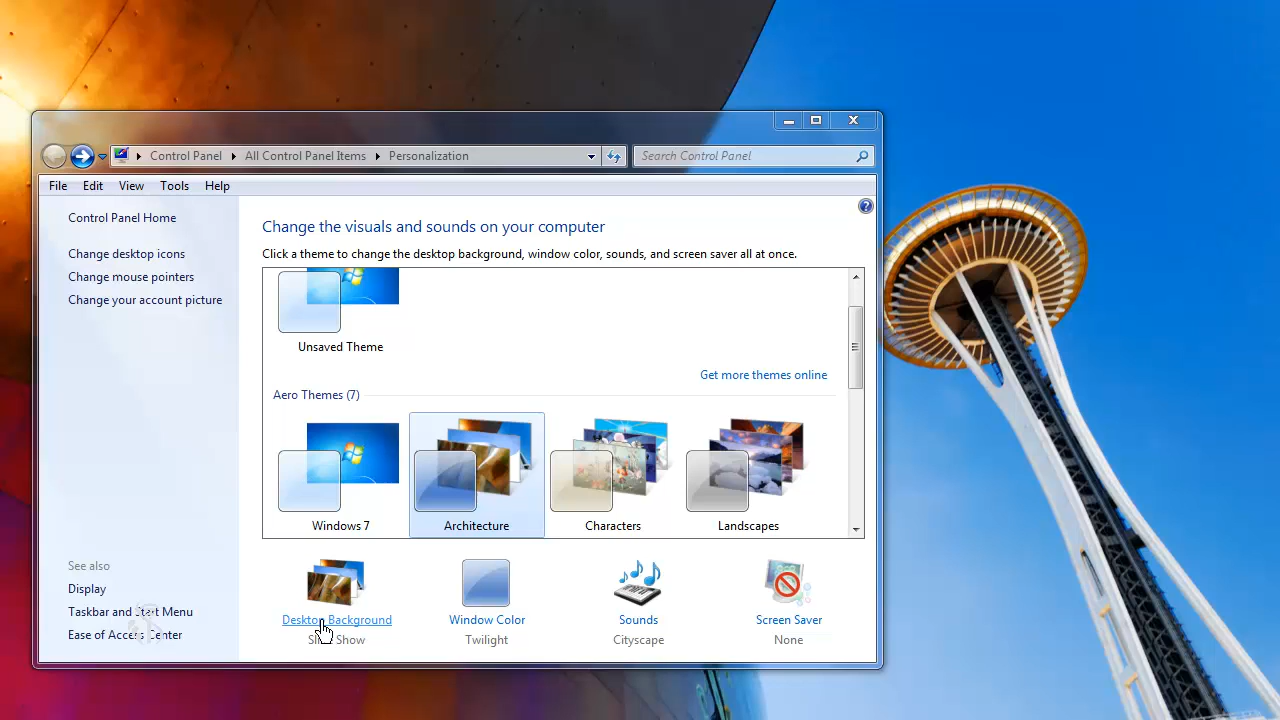 Control Panel All Control Panel Items Personalization Search Control Panel
File Edit View Tools Help
Control Panel Home
Change desktop icons
Change mouse pointers
Change your account picture
See also
Display
Taskbar and Start Menu
Ease of Access Center
Change the visuals and sounds on your computer
Click a theme to change the desktop background, window color, sounds, and screen saver all at once.
Unsaved Theme
Get more themes online
Aero Themes (7)
Windows 7 Architecture Characters Landscapes
Desktop Background Window Color Sounds Screen Saver
Slide Show Twilight Cityscape None